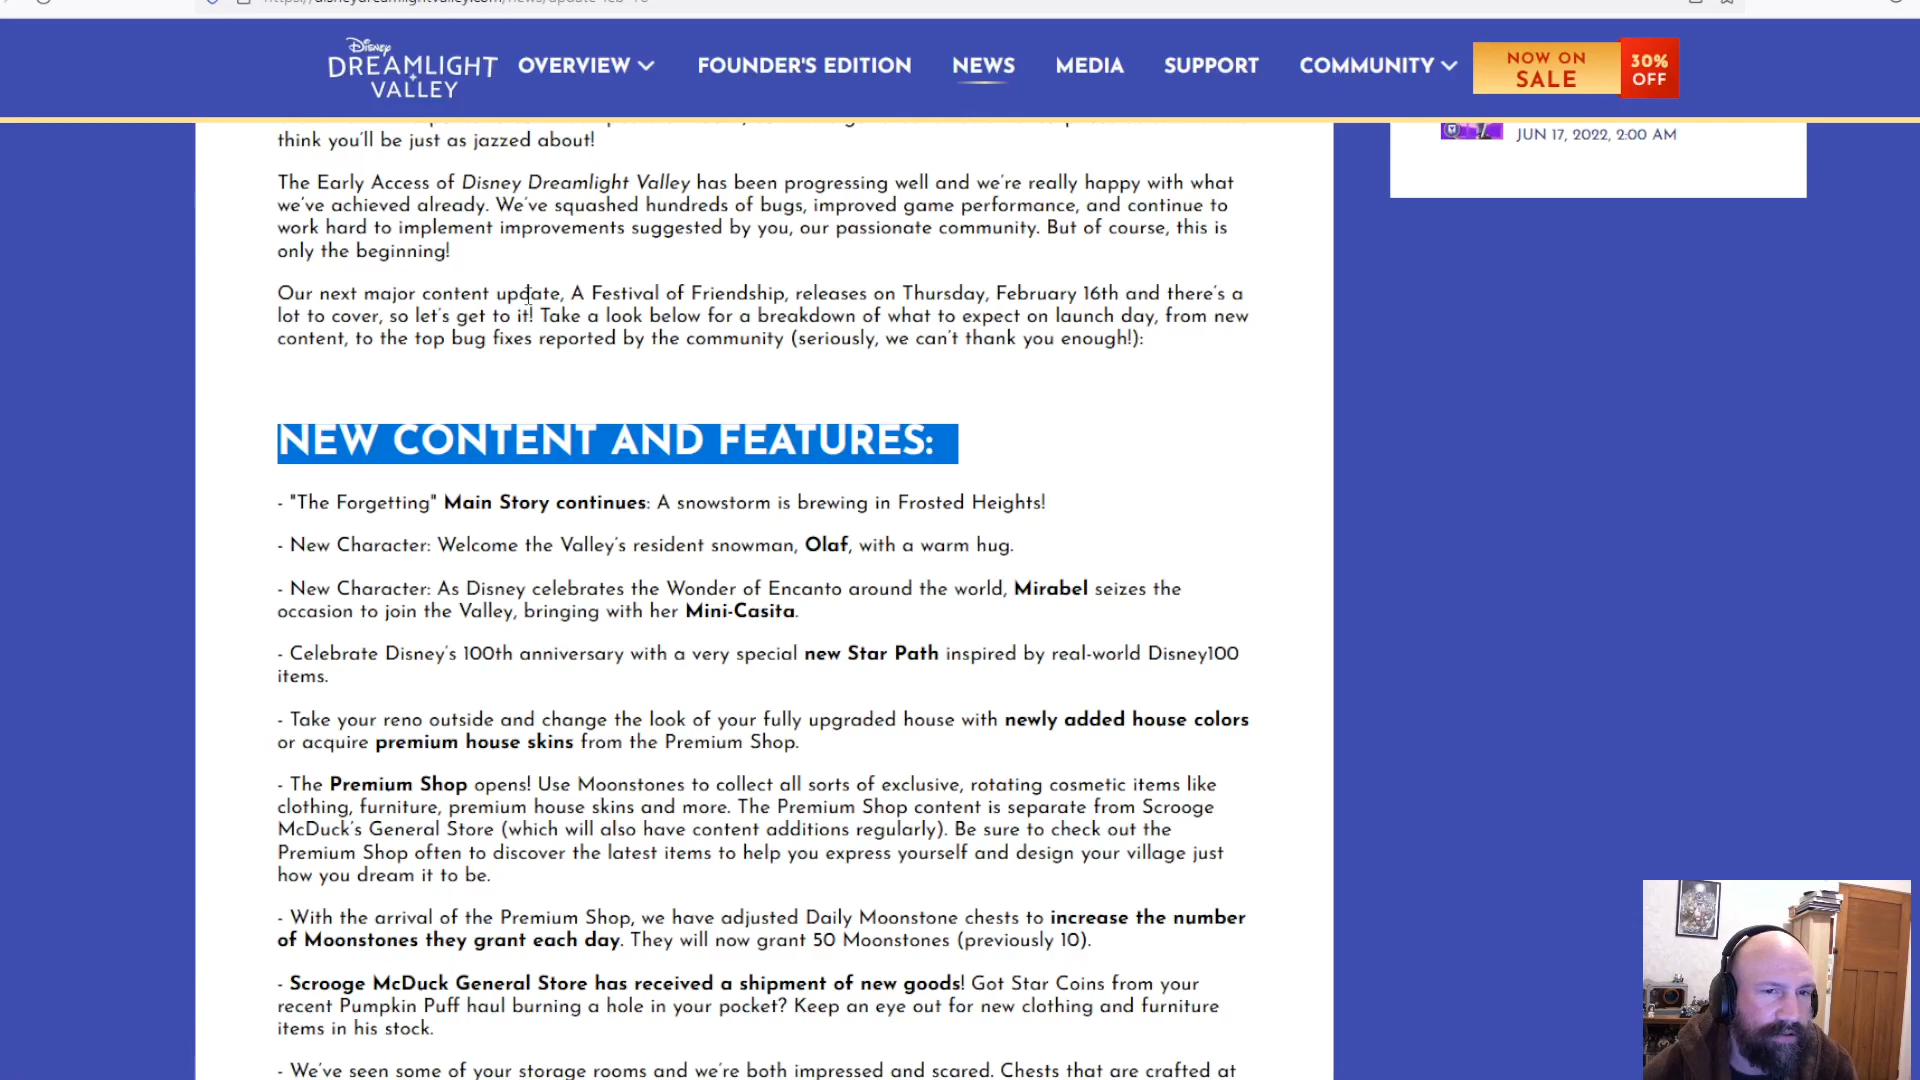 Disney
DREAMLIGHT
VALLEY
OVERVIEW
FOUNDER'S EDITION
NEWS
MEDIA
SUPPORT
COMMUNITY
NOW ON
SALE
30%
OFF
think you'll be just as jazzed about!
JUN 17, 2022, 2:00 AM
The Early Access of Disney Dreamlight Valley has been progressing well and we're really happy with what
we've achieved already. We've squashed hundreds of bugs, improved game performance, and continue to
work hard to implement improvements suggested by you, our passionate community. But of course, this is
only the beginning!
Our next major content update, A Festival of Friendship, releases on Thursday, February 16th and there's a
lot to cover, so let's get to it! Take a look below for a breakdown of what to expect on launch day, from new
content, to the top bug fixes reported by the community (seriously, we can't thank you enough!):
NEW CONTENT AND FEATURES:
- "The Forgetting" Main Story continues: A snowstorm is brewing in Frosted Heights!
- New Character: Welcome the Valley's resident snowman, Olaf, with a warm hug.
- New Character: As Disney celebrates the Wonder of Encanto around the world, Mirabel seizes the
occasion to join the Valley, bringing with her Mini-Casita.
- Celebrate Disney's 100th anniversary with a very special new Star Path inspired by real-world Disney100
items.
- Take your reno outside and change the look of your fully upgraded house with newly added house colors
or acquire premium house skins from the Premium Shop.
- The Premium Shop opens! Use Moonstones to collect all sorts of exclusive, rotating cosmetic items like
clothing, furniture, premium house skins and more. The Premium Shop content is separate from Scrooge
McDuck's General Store (which will also have content additions regularly). Be sure to check out the
Premium Shop often to discover the latest items to help you express yourself and design your village just
how you dream it to be.
- With the arrival of the Premium Shop, we have adjusted Daily Moonstone chests to increase the number
of Moonstones they grant each day. They will now grant 50 Moonstones (previously 10).
- Scrooge McDuck General Store has received a shipment of new goods! Got Star Coins from your
recent Pumpkin Puff haul burning a hole in your pocket? Keep an eye out for new clothing and furniture
items in his stock.
- We've seen some of your storage rooms and we're both impressed and scared. Chests that are crafted at